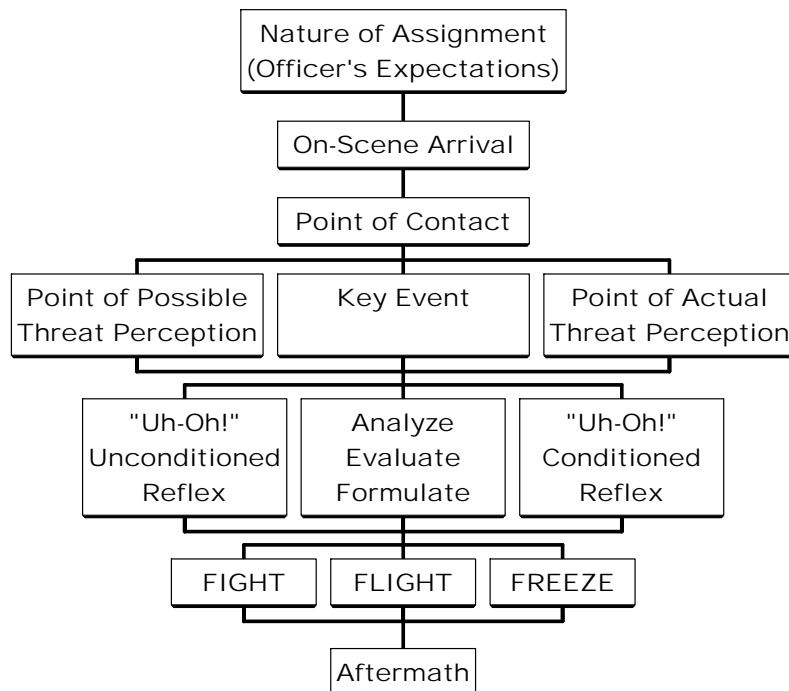 Nature of Assignment
(Officer's Expectations)
On-Scene Arrival
Point of Contact
Point of Possible
Threat Perception
Key Event
Point of Actual
Threat Perception
"Uh-Oh!"
Unconditioned
Reflex
Analyze
Evaluate
Formulate
"Uh-Oh!"
Conditioned
Reflex
FIGHT
FLIGHT
FREEZE
Aftermath